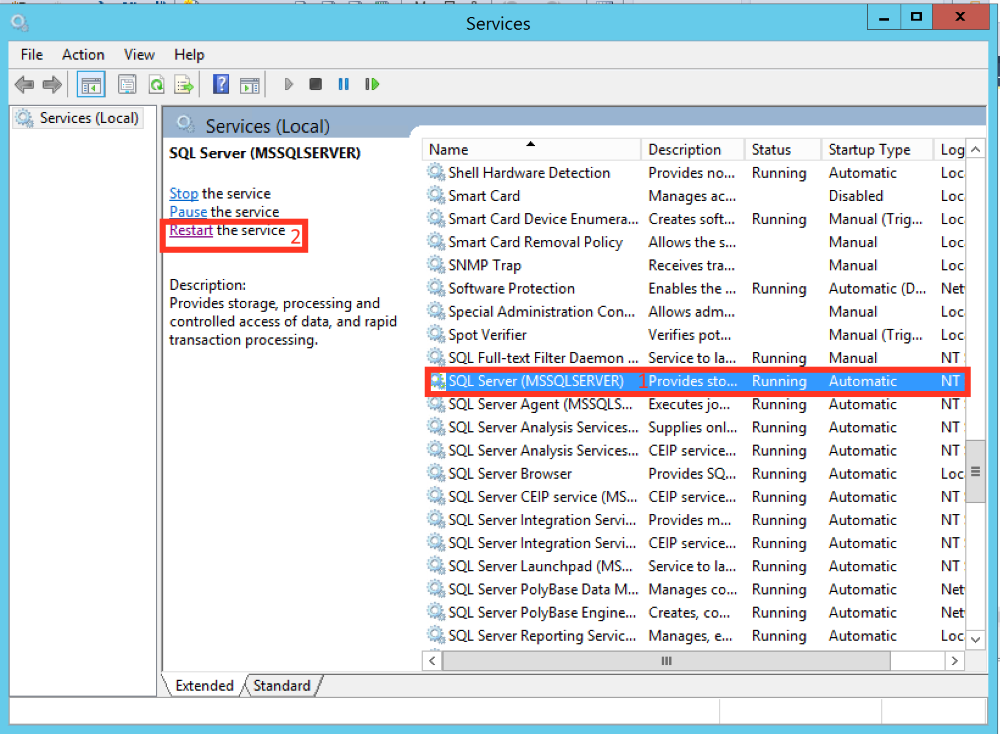 Services
File Action View Help
Services (Local)
Services (Local)
SQL Server (MSSQLSERVER)
Stop the service
Pause the service
Restart the service 2
Description:
Provides storage, processing and
controlled access of data, and rapid
transaction processing.
Name Description Status Startup Type Log
Shell Hardware Detection Provides no... Running Automatic Loc
Smart Card Manages ac... Disabled Loc
Smart Card Device Enumera... Creates soft... Running Manual (Trig... Loc
Smart Card Removal Policy Allows the s... Manual Loc
SNMP Trap Receives tra... Manual Loc
Software Protection Enables the ... Running Automatic (D... Net
Special Administration Con... Allows adm... Manual Loc
Spot Verifier Verifies pot... Manual (Trig... Loc
SQL Full-text Filter Daemon ... Service to la... Running Manual NT
SQL Server (MSSQLSERVER) 1 Provides sto... Running Automatic NT
SQL Server Agent (MSSQLS... Executes jo... Running Automatic NT
SQL Server Analysis Services... Supplies onl... Running Automatic NT
SQL Server Analysis Services... CEIP service... Running Automatic NT
SQL Server Browser Provides SQ... Running Automatic Loc
SQL Server CEIP service (MS... CEIP service... Running Automatic NT
SQL Server Integration Servi... Provides m... Running Automatic NT
SQL Server Integration Servi... CEIP service... Running Automatic NT
SQL Server Launchpad (MS... Service to la... Running Automatic NT
SQL Server PolyBase Data M... Manages co... Running Automatic Net
SQL Server PolyBase Engine... Creates, co... Running Automatic Net
SQL Server Reporting Servic... Manages, e... Running Automatic Loc
Extended Standard